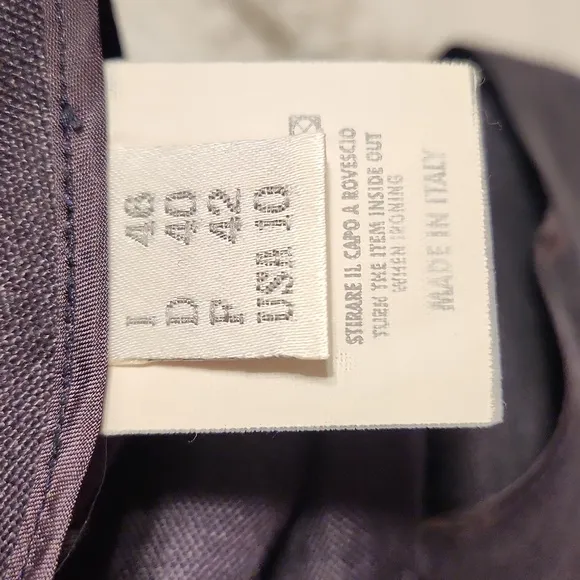 I 46
D 40
F 42
USA 10
STIRARE IL CAPO A ROVESCIO
TURN THE ITEM INSIDE OUT
WHEN IRONING
MADE IN ITALY